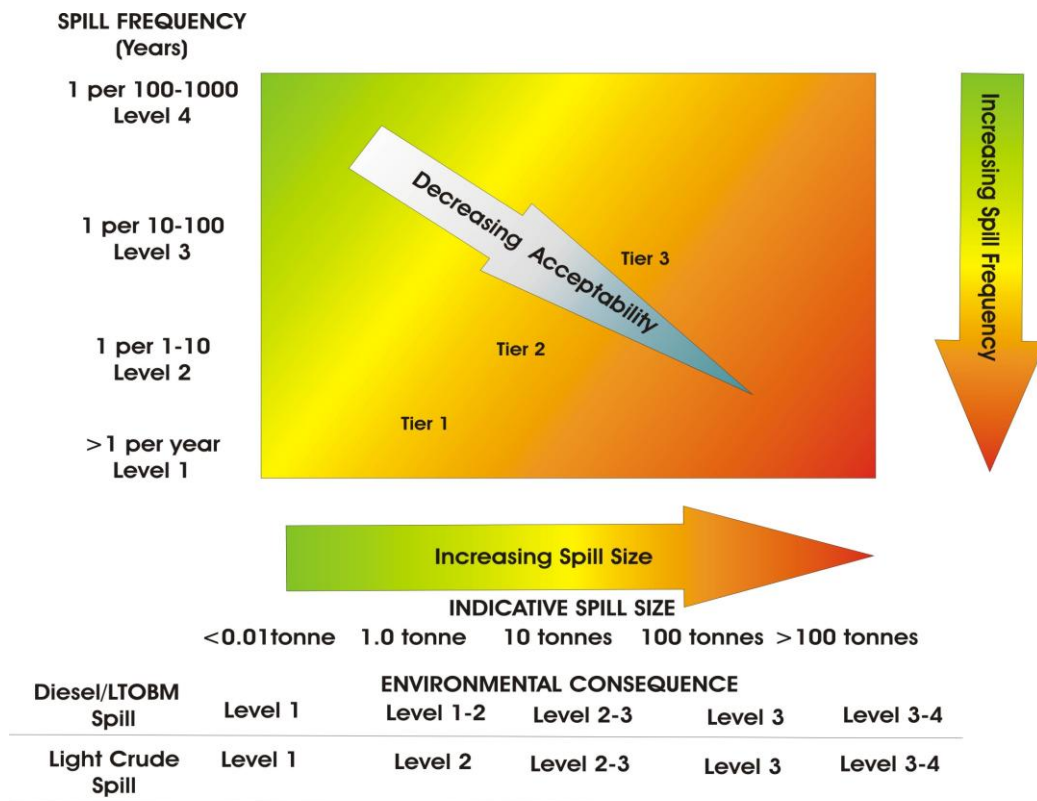 SPILL FREQUENCY
(Years)
1 per 100-1000
Level 4
1 per 10-100
Level 3
1 per 1-10
Level 2
>1 per year
Level 1
Decreasing Acceptability
Tier 3
Tier 2
Tier 1
Increasing Spill Frequency
Increasing Spill Size
INDICATIVE SPILL SIZE
<0.01tonne 1.0 tonne 10 tonnes 100 tonnes >100 tonnes
ENVIRONMENTAL CONSEQUENCE
Diesel/LTOBM
Spill
Level 1 Level 1-2 Level 2-3 Level 3 Level 3-4
Light Crude
Spill
Level 1 Level 2 Level 2-3 Level 3 Level 3-4